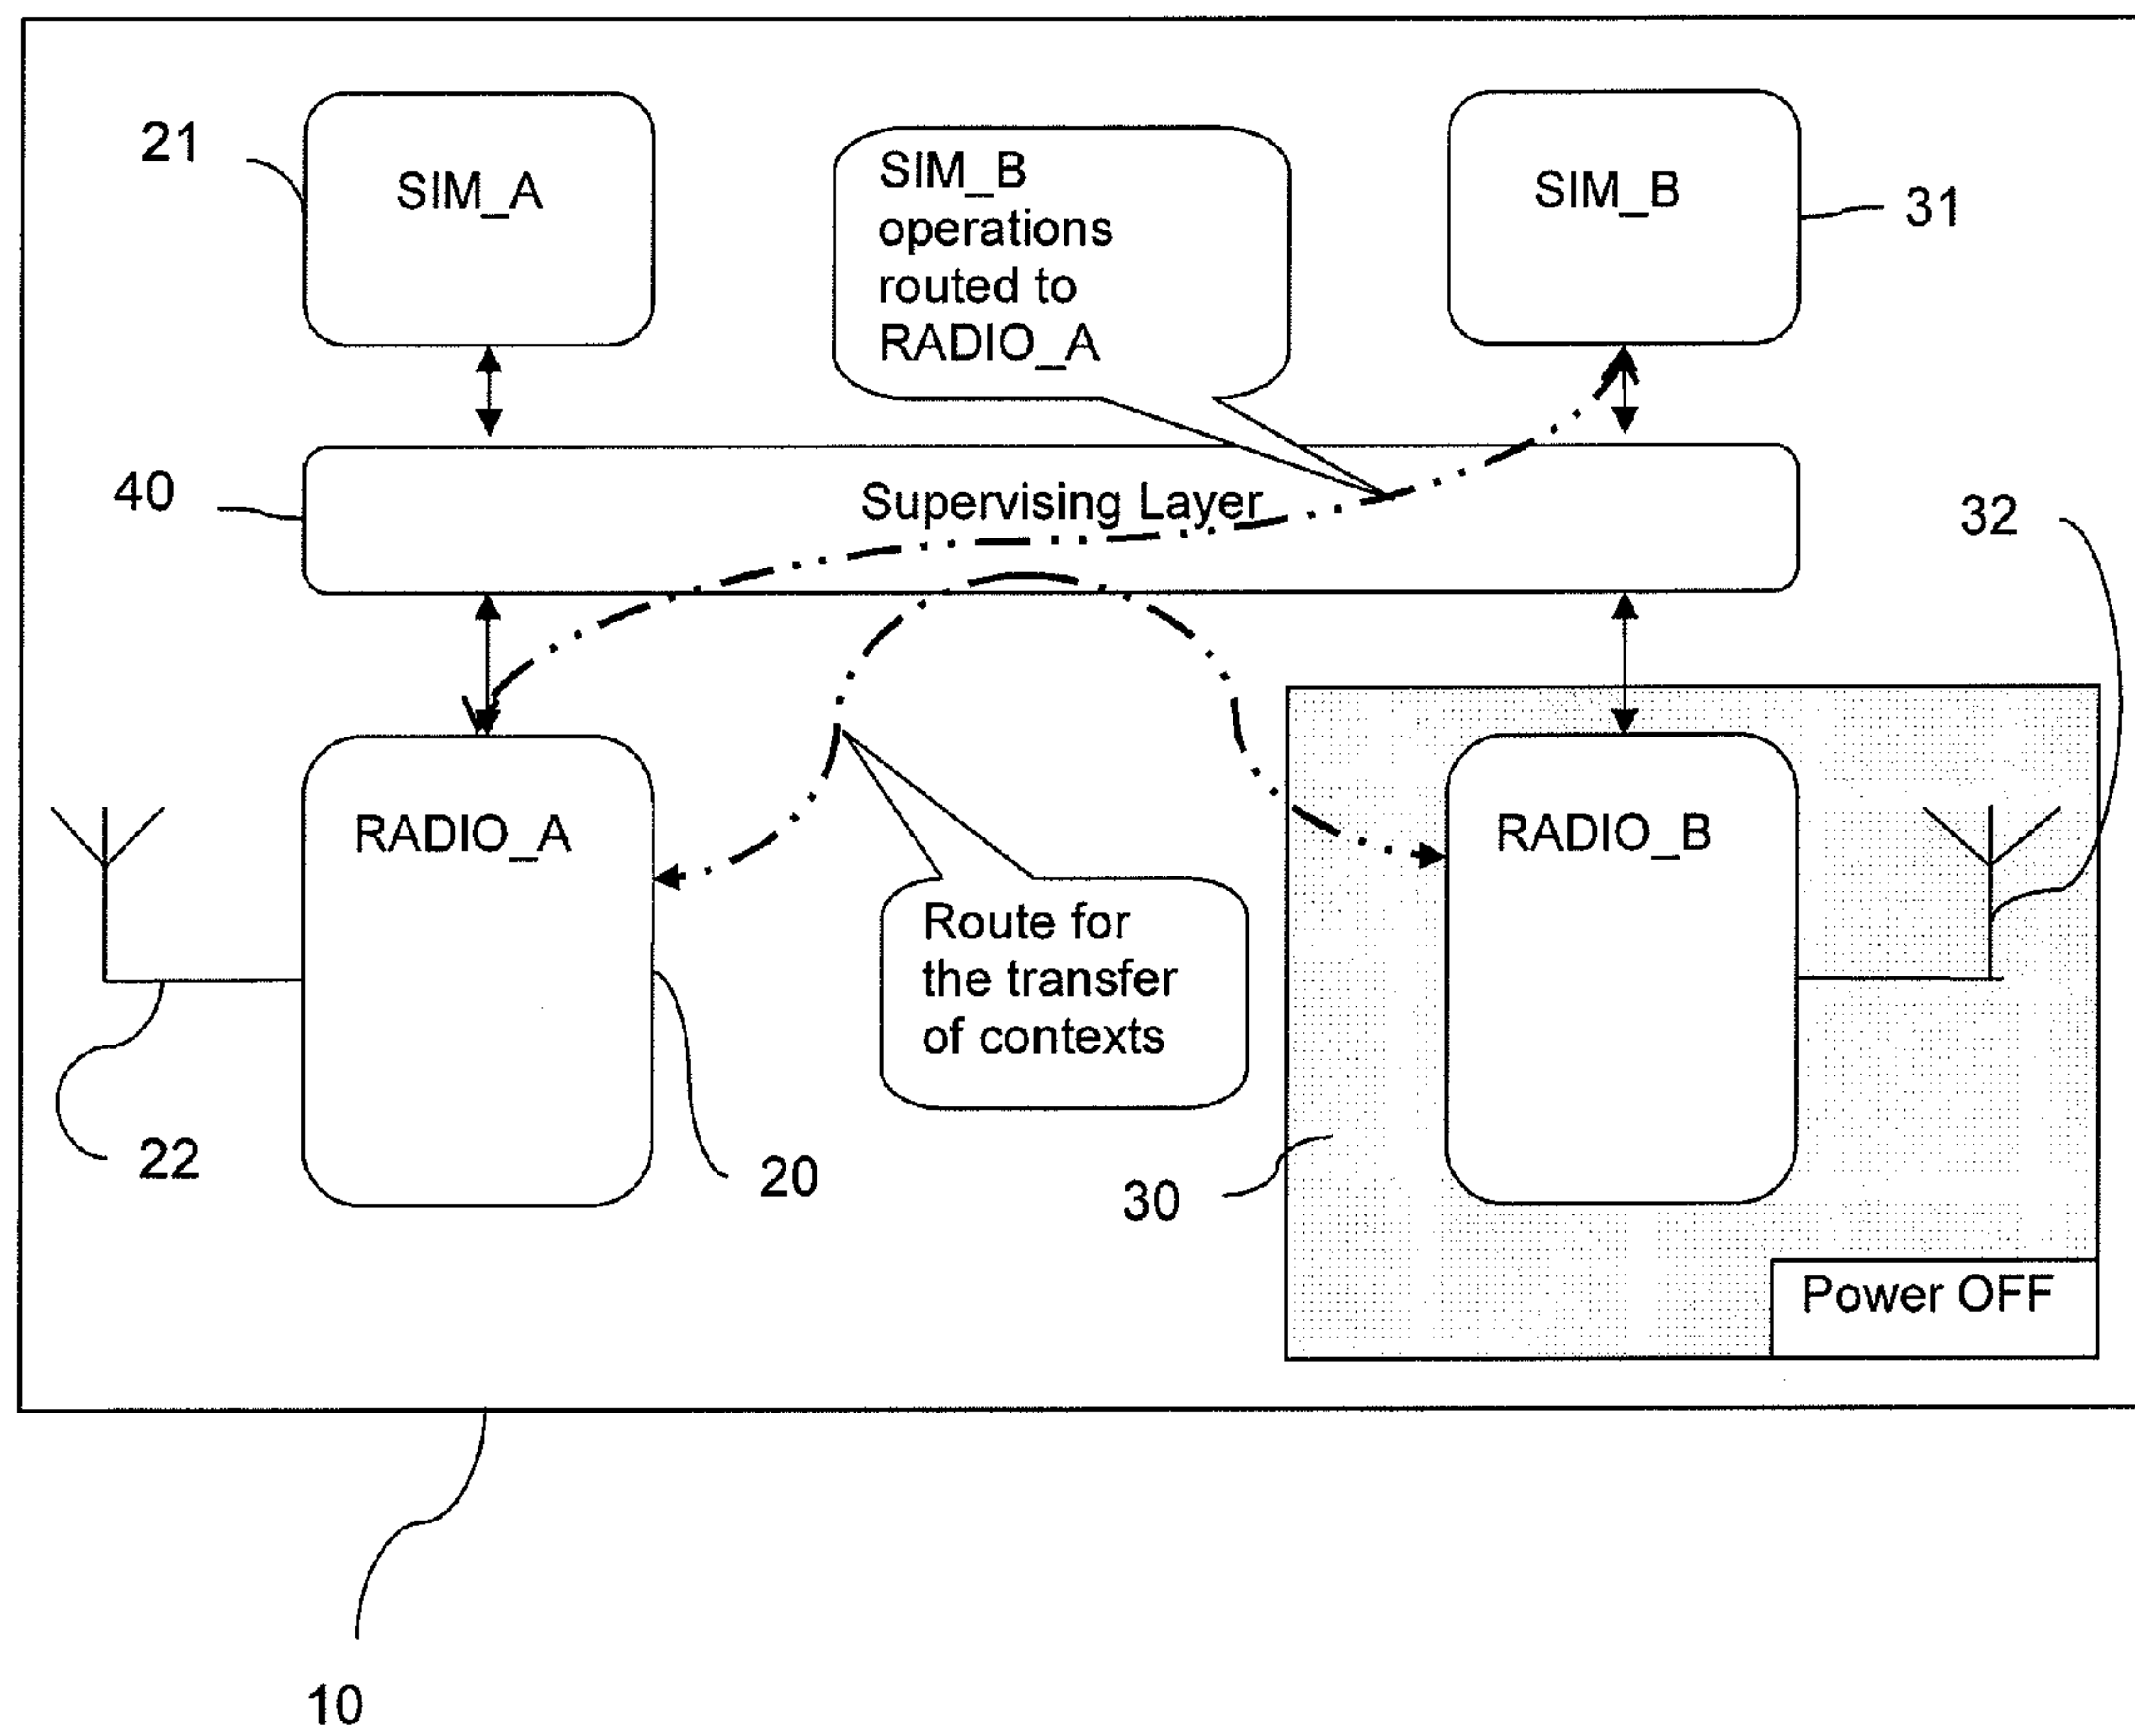 21
SIM_A
SIM_B
operations
routed to
RADIO_A
SIM_B
31
40
Supervising Layer
32
RADIO_A
RADIO_B
Route for
the transfer
of contexts
22
20
30
Power OFF
10